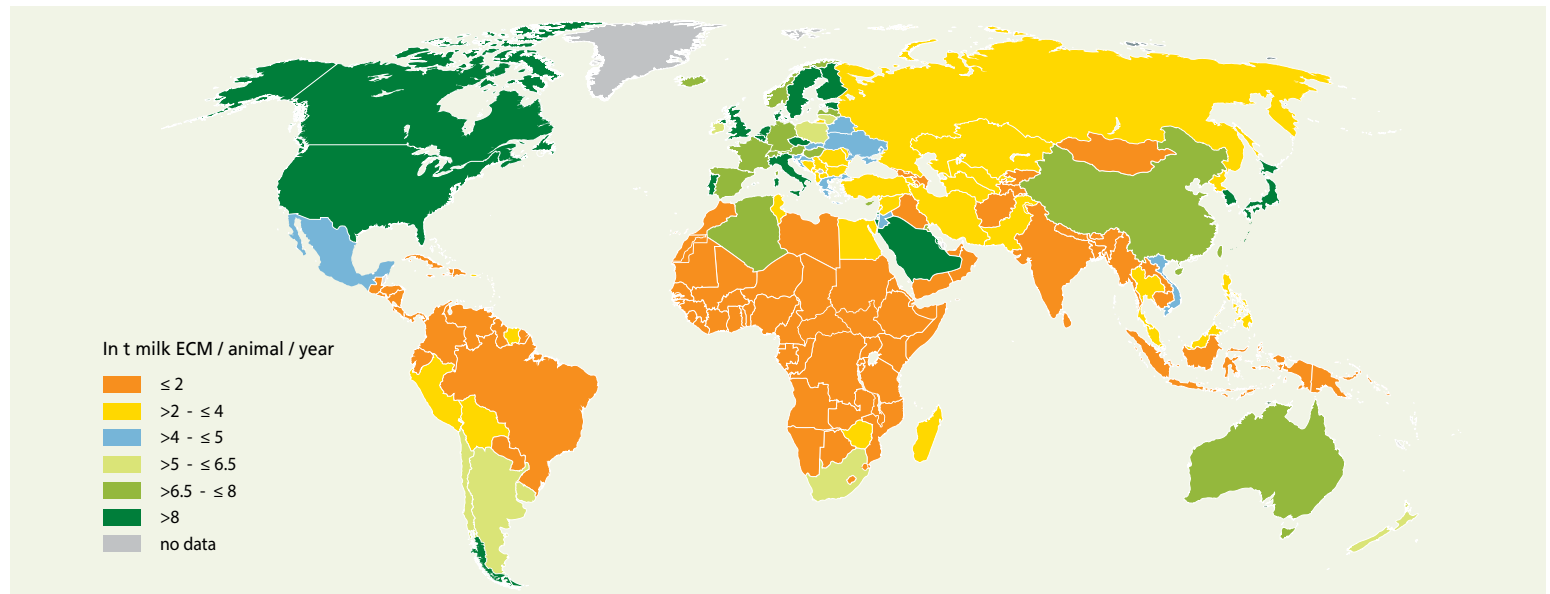 In t milk ECM / animal / year
≤ 2
>2 - ≤ 4
>4 - ≤ 5
>5 - ≤ 6.5
>6.5 - ≤ 8
>8
no data